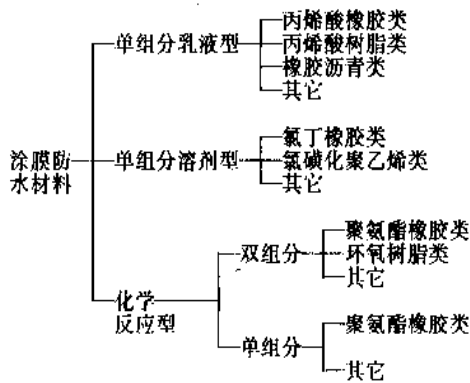 丙烯酸橡胶类
单组分乳液型
丙烯酸树脂类
橡胶沥青类
其它
氯丁橡胶类
涂膜防水材料
单组分溶剂型
氯磺化聚乙烯类
其它
聚氨酯橡胶类
双组分
环氧树脂类
其它
化学反应型
聚氨酯橡胶类
单组分
其它